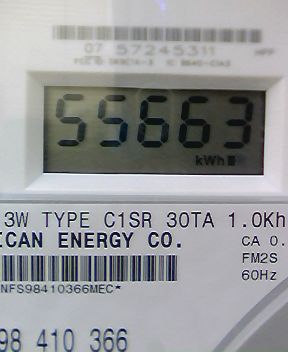 07 57245311
55663
kWh
3W TYPE C1SR 30TA 1.0Kh
ICAN ENERGY CO.
CA 0.
FM2S
60Hz
NFS98410366MEC*
98 410 366